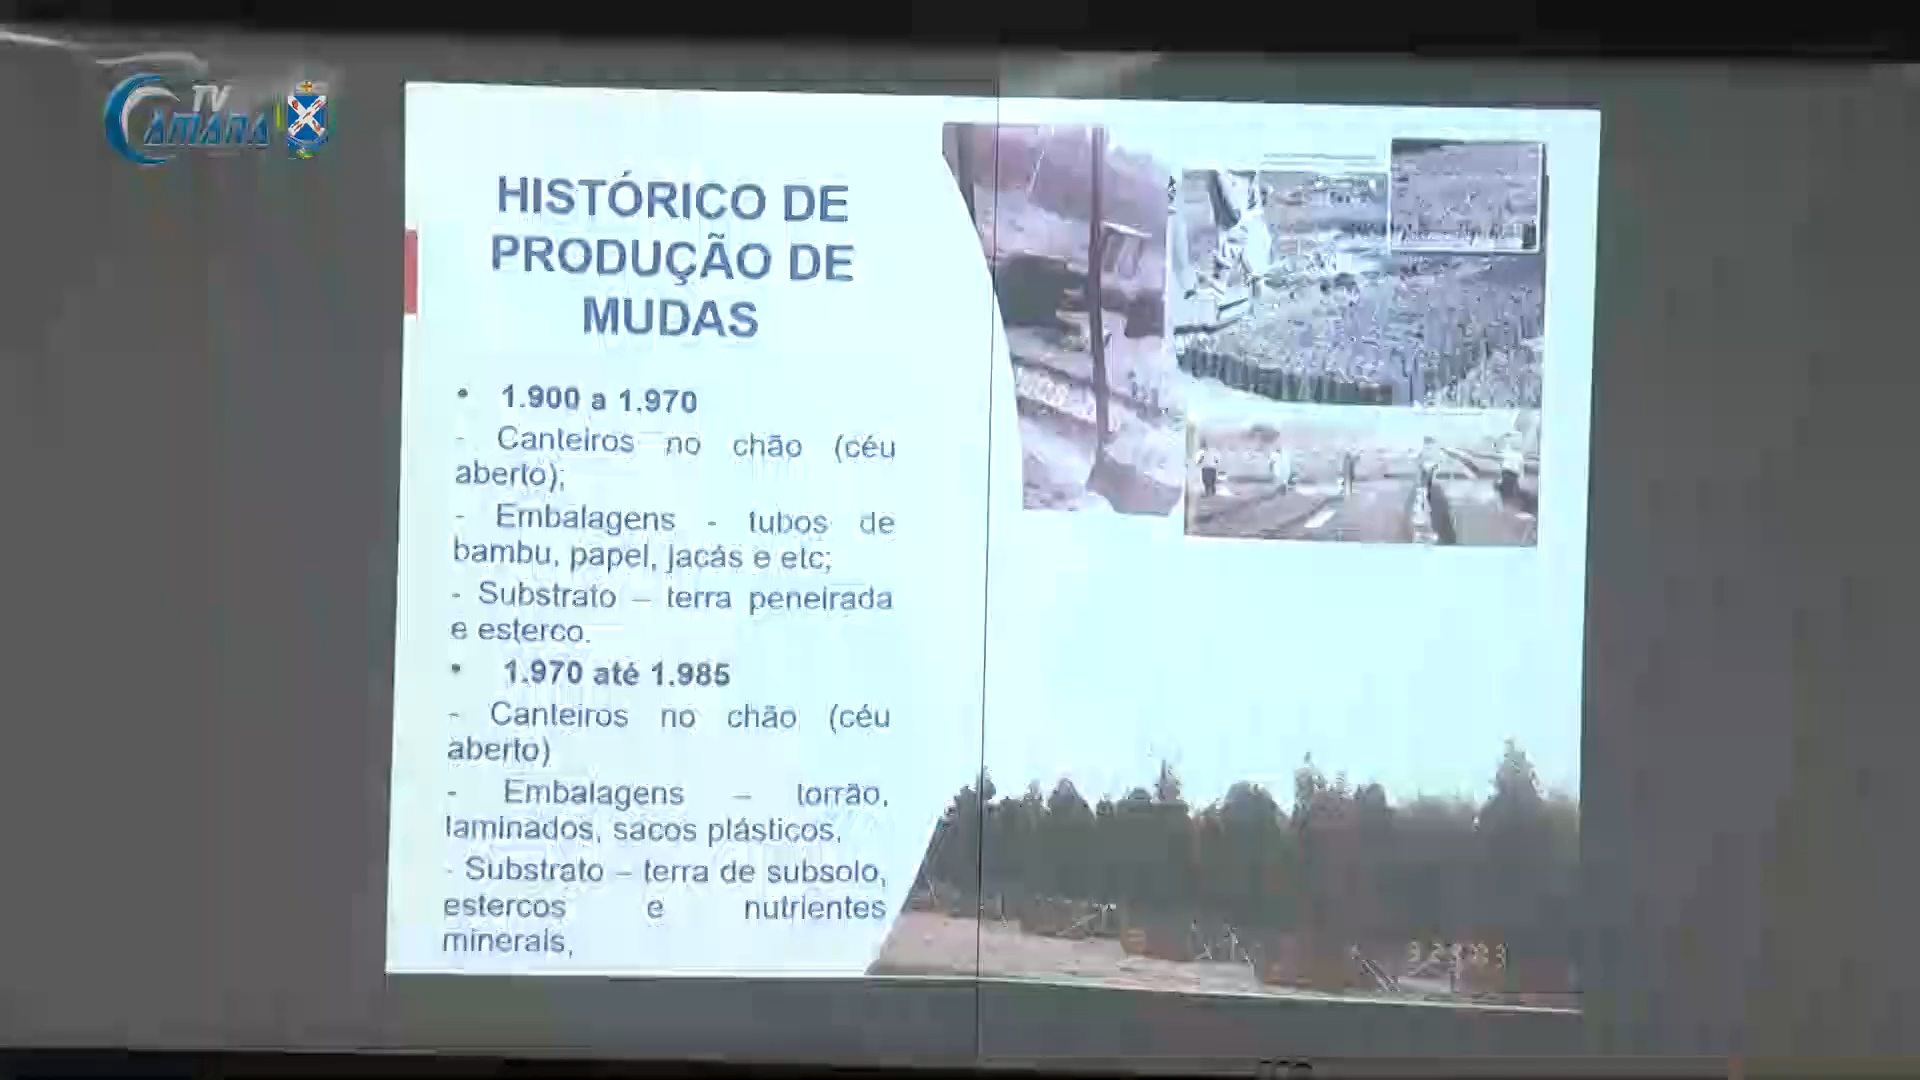 TV
CAMARA
HISTÓRICO DE
PRODUÇÃO DE
MUDAS
• 1.900 a 1.970
- Canteiros no chão (céu
aberto);
- Embalagens - tubos de
bambu, papel, jacás e etc;
- Substrato – terra peneirada
e esterco.
• 1.970 até 1.985
- Canteiros no chão (céu
aberto)
- Embalagens – torrão,
laminados, sacos plásticos,
- Substrato – terra de subsolo,
estercos e nutrientes
minerais,